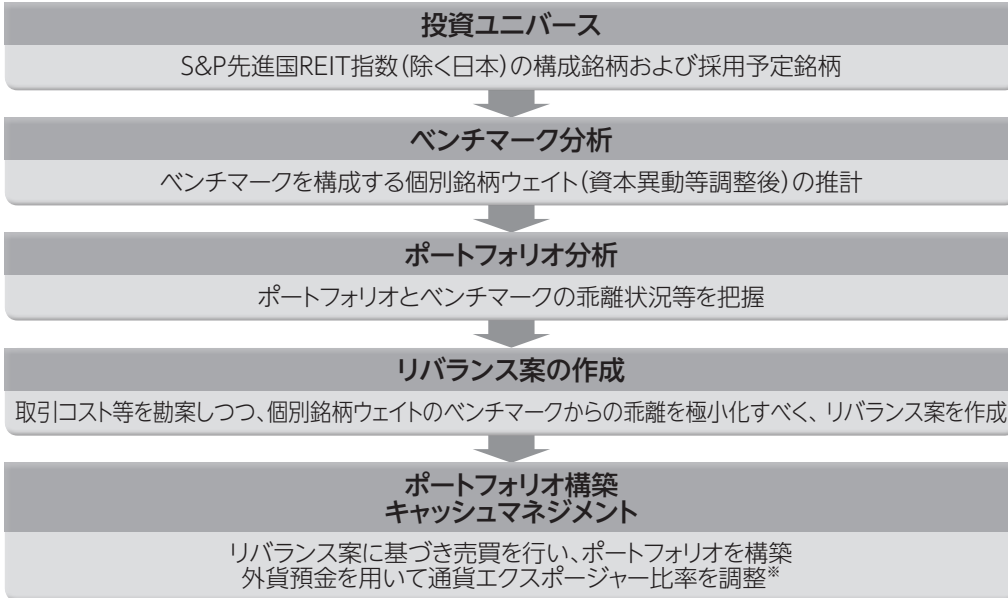 投資ユニバース
S&P先進国REIT指数(除く日本)の構成銘柄および採用予定銘柄
ベンチマーク分析
ベンチマークを構成する個別銘柄ウェイト(資本異動等調整後)の推計
ポートフォリオ分析
ポートフォリオとベンチマークの乖離状況等を把握
リバランス案の作成
取引コスト等を勘案しつつ、個別銘柄ウェイトのベンチマークからの乖離を極小化すべく、リバランス案を作成
ポートフォリオ構築
キャッシュマネジメント
リバランス案に基づき売買を行い、ポートフォリオを構築
外貨預金を用いて通貨エクスポージャー比率を調整※